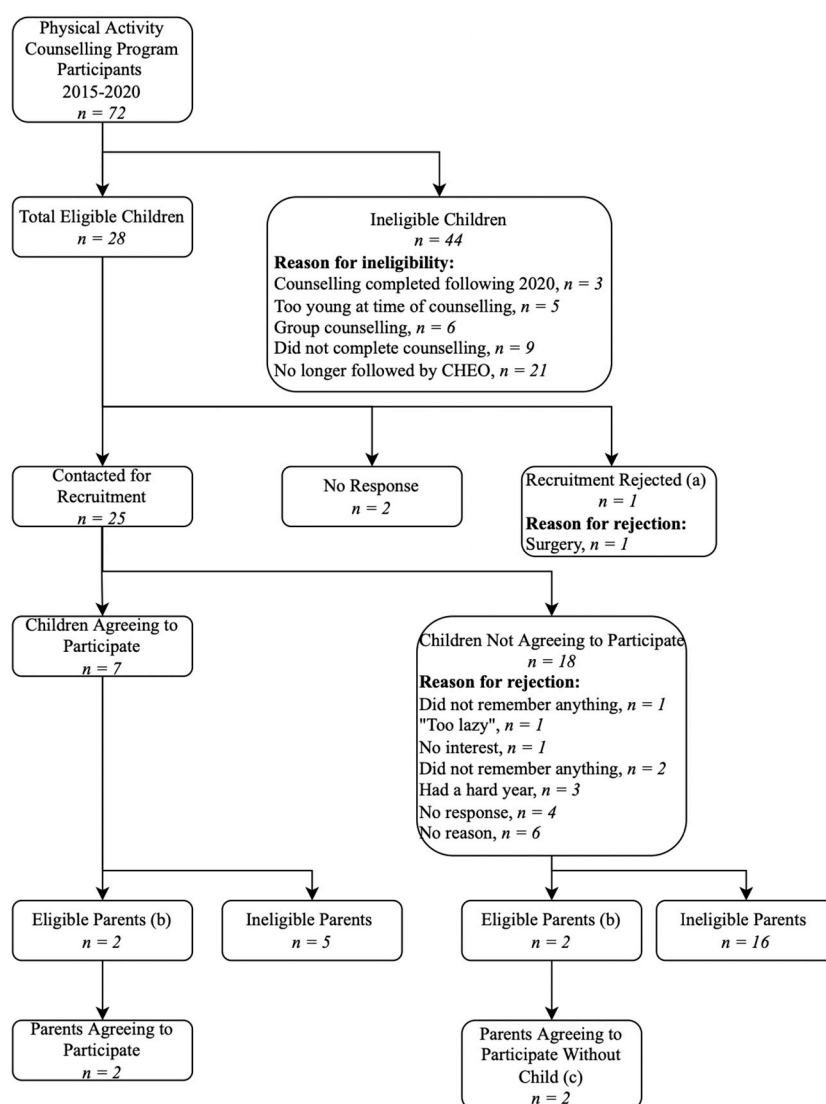 Physical Activity
Counselling Program
Participants
2015-2020
n = 72
Total Eligible Children
n = 28
Ineligible Children
n = 44
Reason for ineligibility:
Counselling completed following 2020, n = 3
Too young at time of counselling, n = 5
Group counselling, n = 6
Did not complete counselling, n = 9
No longer followed by CHEO, n = 21
Contacted for
Recruitment
n = 25
No Response
n = 2
Recruitment Rejected (a)
n = 1
Reason for rejection:
Surgery, n = 1
Children Agreeing to
Participate
n = 7
Children Not Agreeing to Participate
n = 18
Reason for rejection:
Did not remember anything, n = 1
"Too lazy", n = 1
No interest, n = 1
Did not remember anything, n = 2
Had a hard year, n = 3
No response, n = 4
No reason, n = 6
Eligible Parents (b)
n = 2
Ineligible Parents
n = 5
Eligible Parents (b)
n = 2
Ineligible Parents
n = 16
Parents Agreeing to
Participate
n = 2
Parents Agreeing to
Participate Without
Child (c)
n = 2